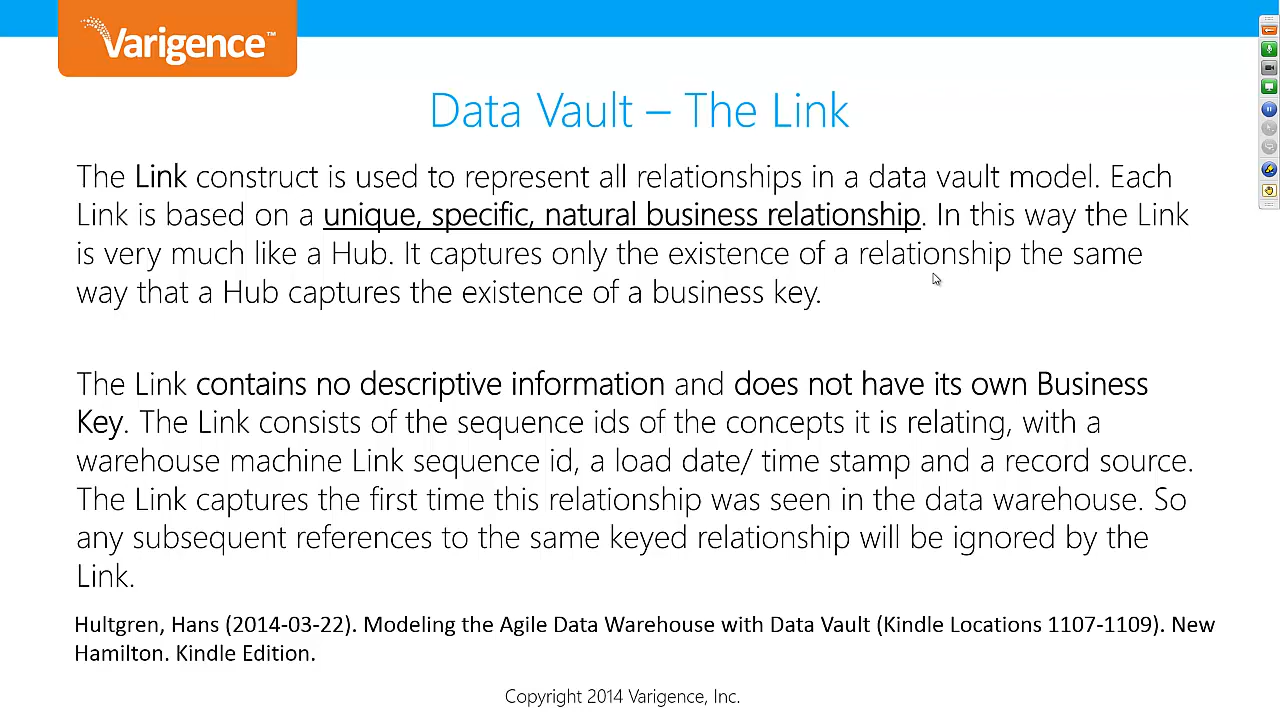 Varigence™
Data Vault – The Link
The Link construct is used to represent all relationships in a data vault model. Each
Link is based on a unique, specific, natural business relationship. In this way the Link
is very much like a Hub. It captures only the existence of a relationship the same
way that a Hub captures the existence of a business key.
The Link contains no descriptive information and does not have its own Business
Key. The Link consists of the sequence ids of the concepts it is relating, with a
warehouse machine Link sequence id, a load date/ time stamp and a record source.
The Link captures the first time this relationship was seen in the data warehouse. So
any subsequent references to the same keyed relationship will be ignored by the
Link.
Hultgren, Hans (2014-03-22). Modeling the Agile Data Warehouse with Data Vault (Kindle Locations 1107-1109). New
Hamilton. Kindle Edition.
Copyright 2014 Varigence, Inc.